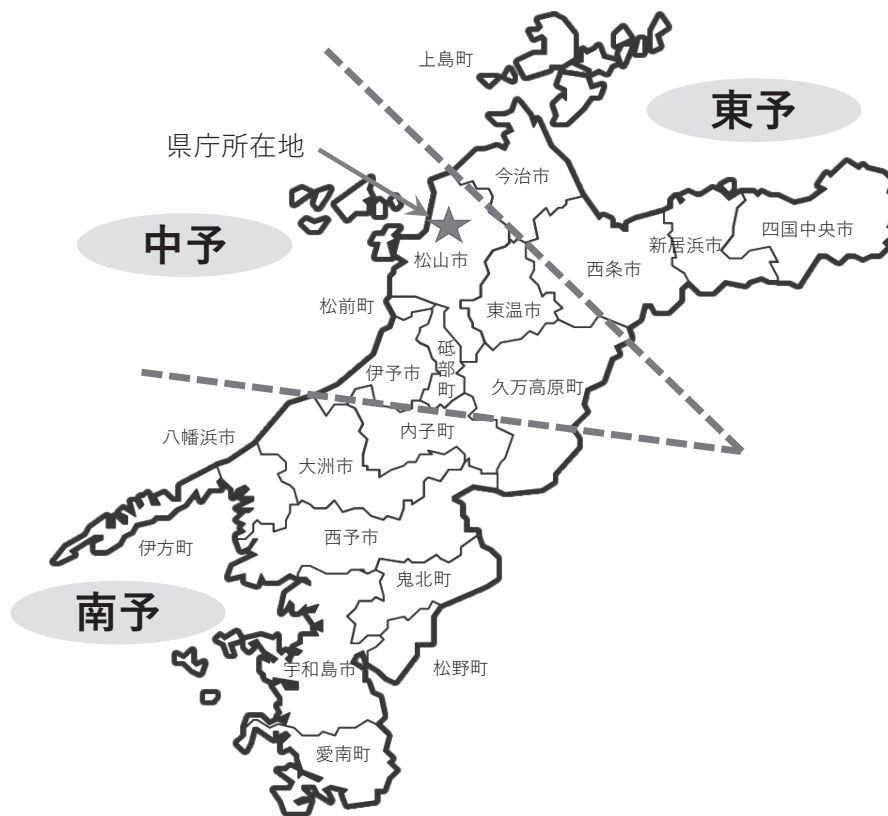 上島町
東予
県庁所在地
今治市
中予
松山市
西条市
新居浜市
四国中央市
松前町
東温市
砥部町
伊予市
久万高原町
八幡浜市
内子町
大洲市
西予市
伊方町
鬼北町
南予
宇和島市
松野町
愛南町